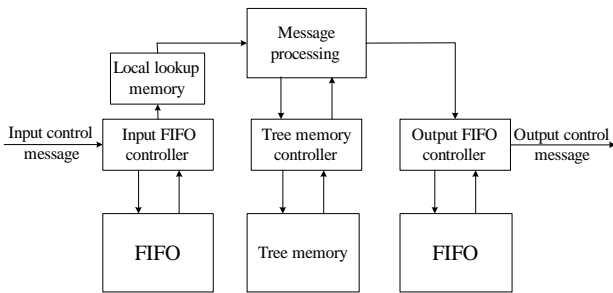 Message
processing
Local lookup
memory
Input control
message
Input FIFO
controller
Tree memory
controller
Output FIFO
controller
Output control
message
FIFO
Tree memory
FIFO